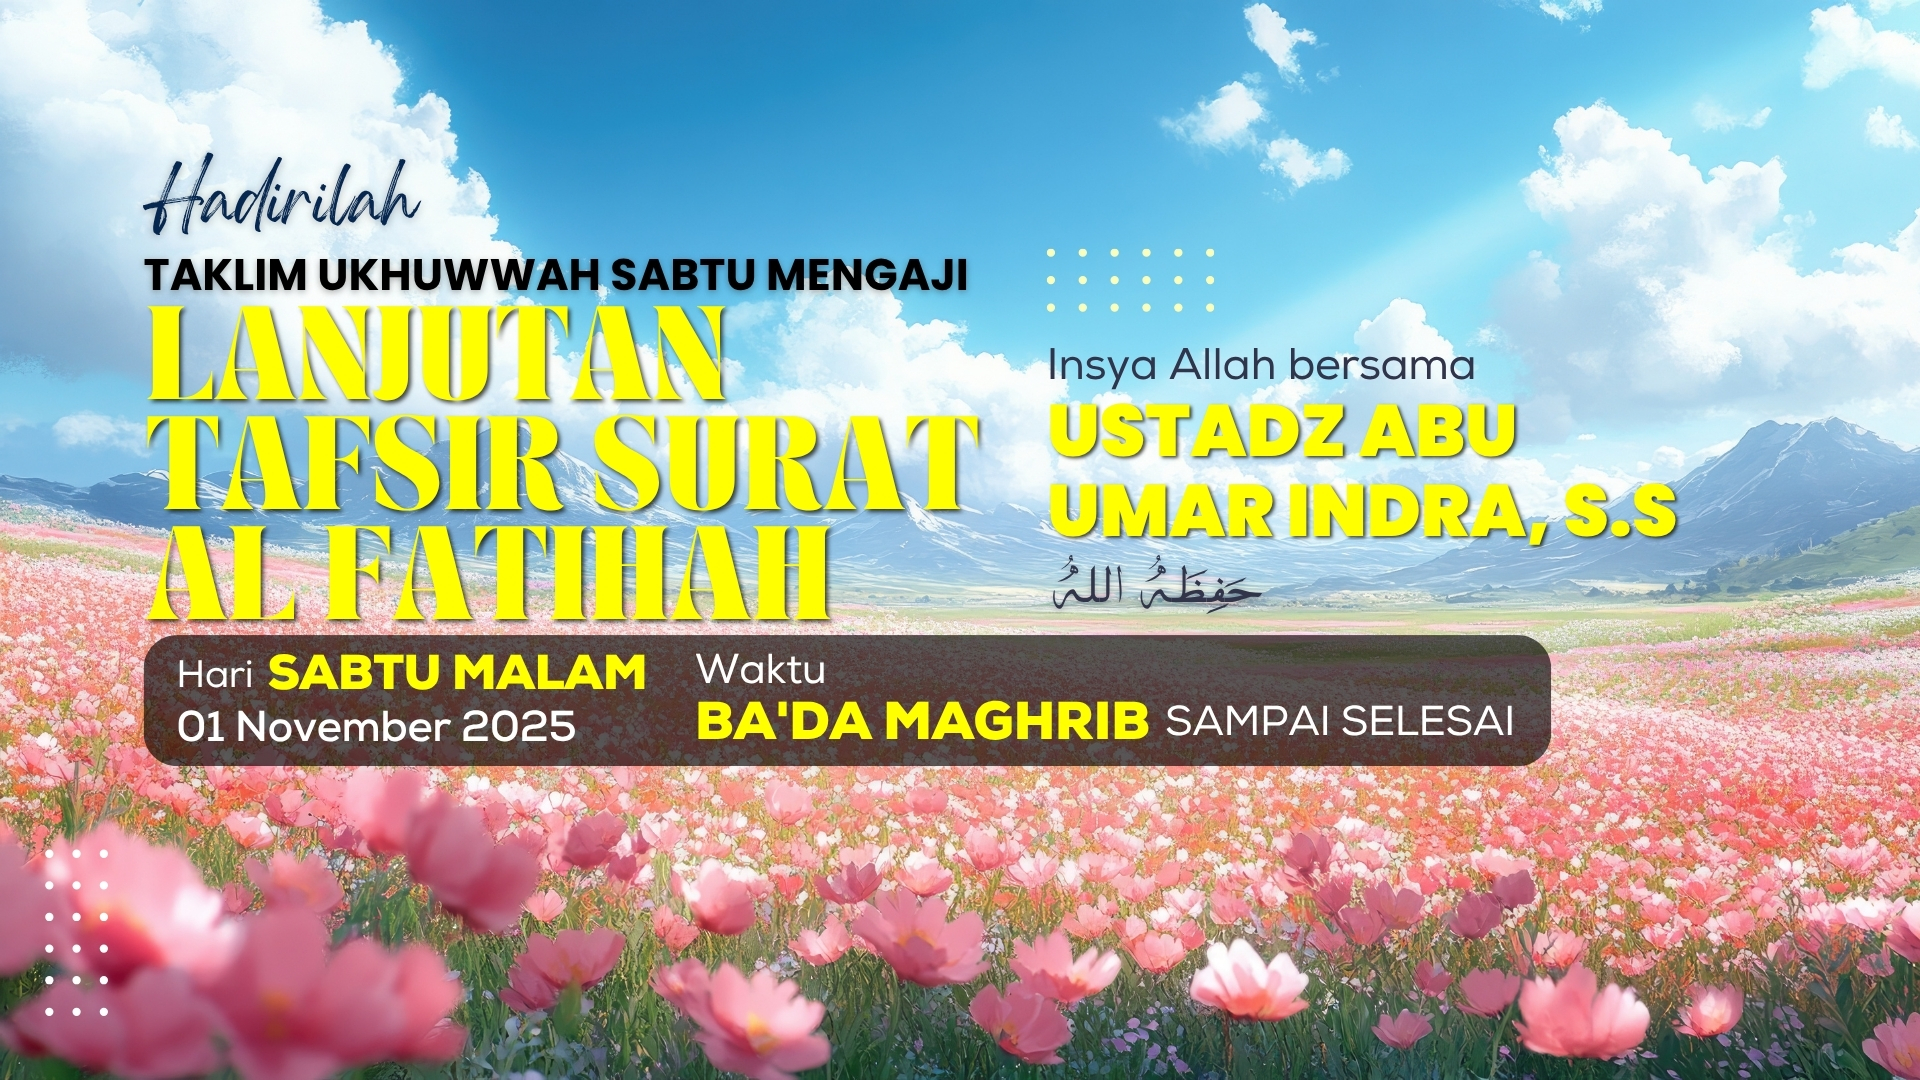 Hadirilah
TAKLIM UKHUWWAH SABTU MENGAJI
LANJUTAN
TAFSIR SURAT
AL FATIHAH
Insya Allah bersama
USTADZ ABU
UMAR INDRA, S.S
حَفِظَهُ اللهُ
Hari SABTU MALAM
01 November 2025
Waktu
BA'DA MAGHRIB SAMPAI SELESAI